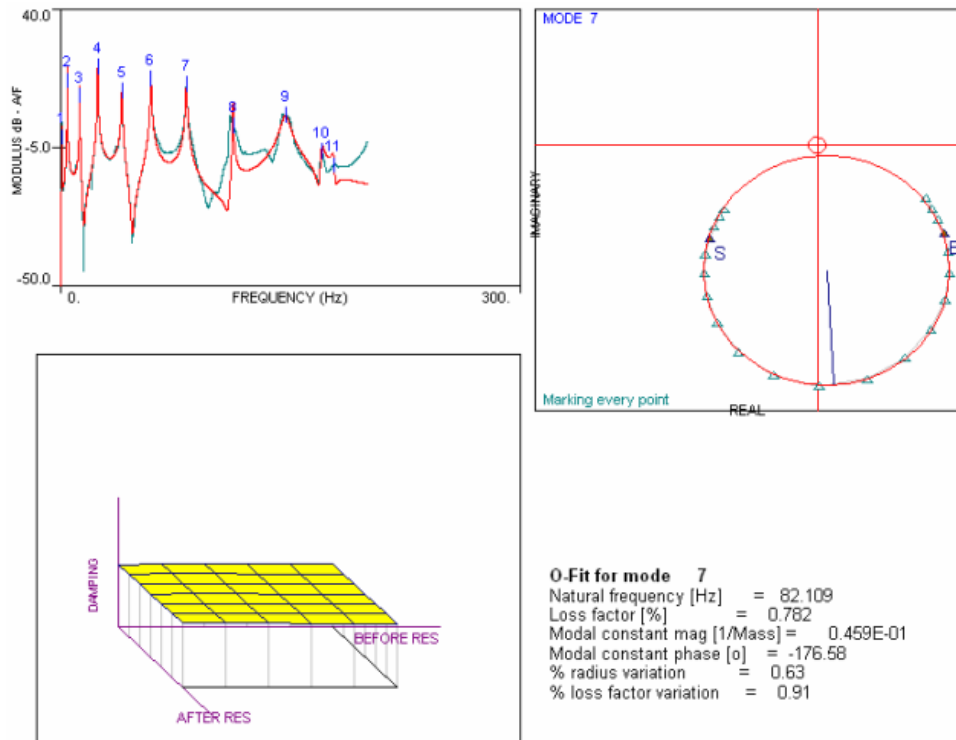 40.0
MODULUS dB - A/F
-5.0
-50.0
1
2
3
4
5
6
7
8
9
10
11
0.
FREQUENCY (Hz)
300.
MODE 7
IMAGINARY
S
Marking every point
REAL
DAMPING
BEFORE RES
AFTER RES
O-Fit for mode 7
Natural frequency [Hz] = 82.109
Loss factor [%] = 0.782
Modal constant mag [1/Mass] = 0.459E-01
Modal constant phase [o] = -176.58
% radius variation = 0.63
% loss factor variation = 0.91